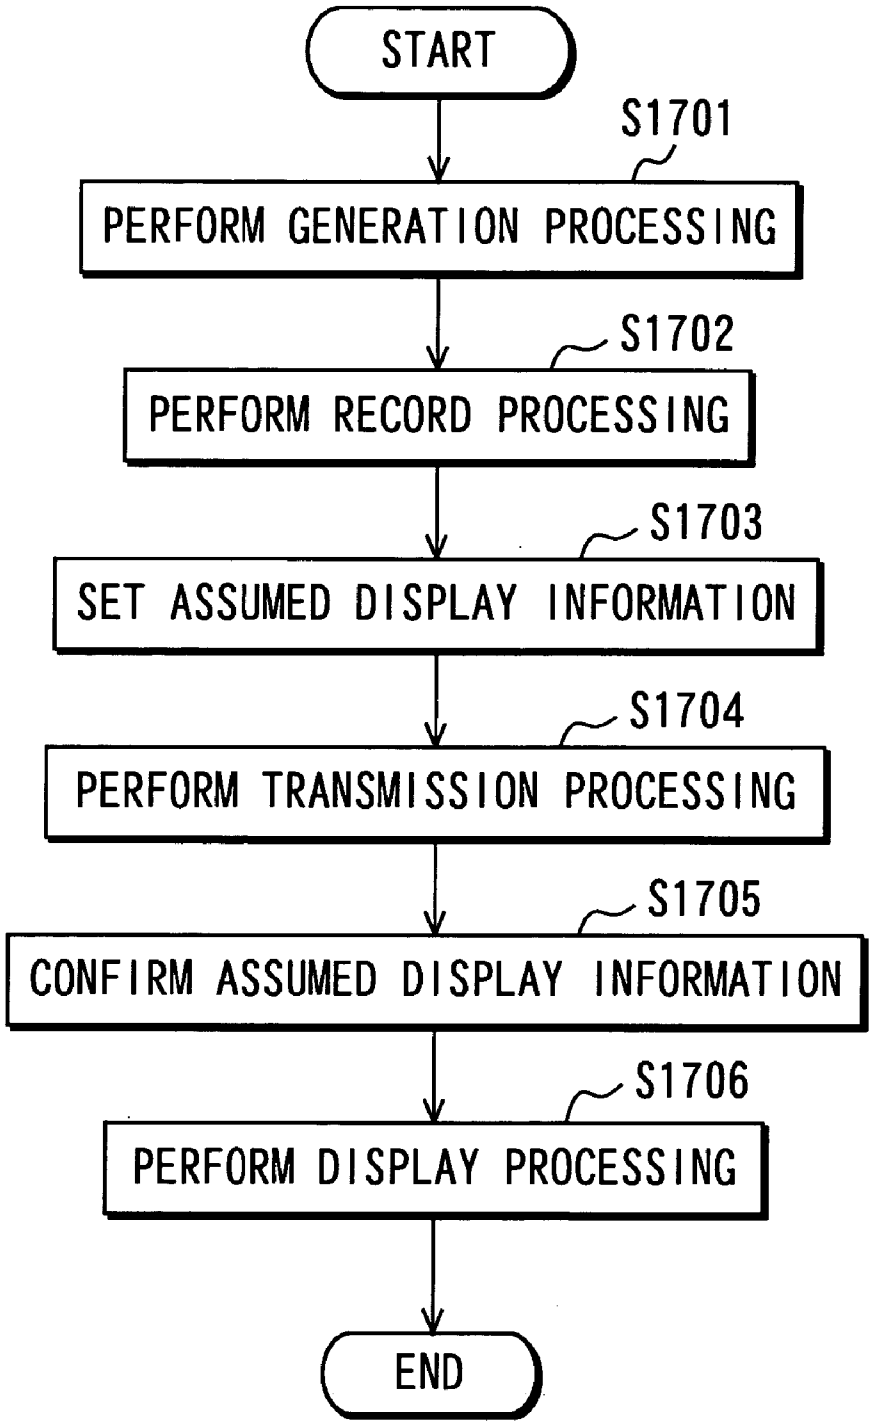 START
S1701
PERFORM GENERATION PROCESSING
S1702
PERFORM RECORD PROCESSING
S1703
SET ASSUMED DISPLAY INFORMATION
S1704
PERFORM TRANSMISSION PROCESSING
S1705
CONFIRM ASSUMED DISPLAY INFORMATION
S1706
PERFORM DISPLAY PROCESSING
END